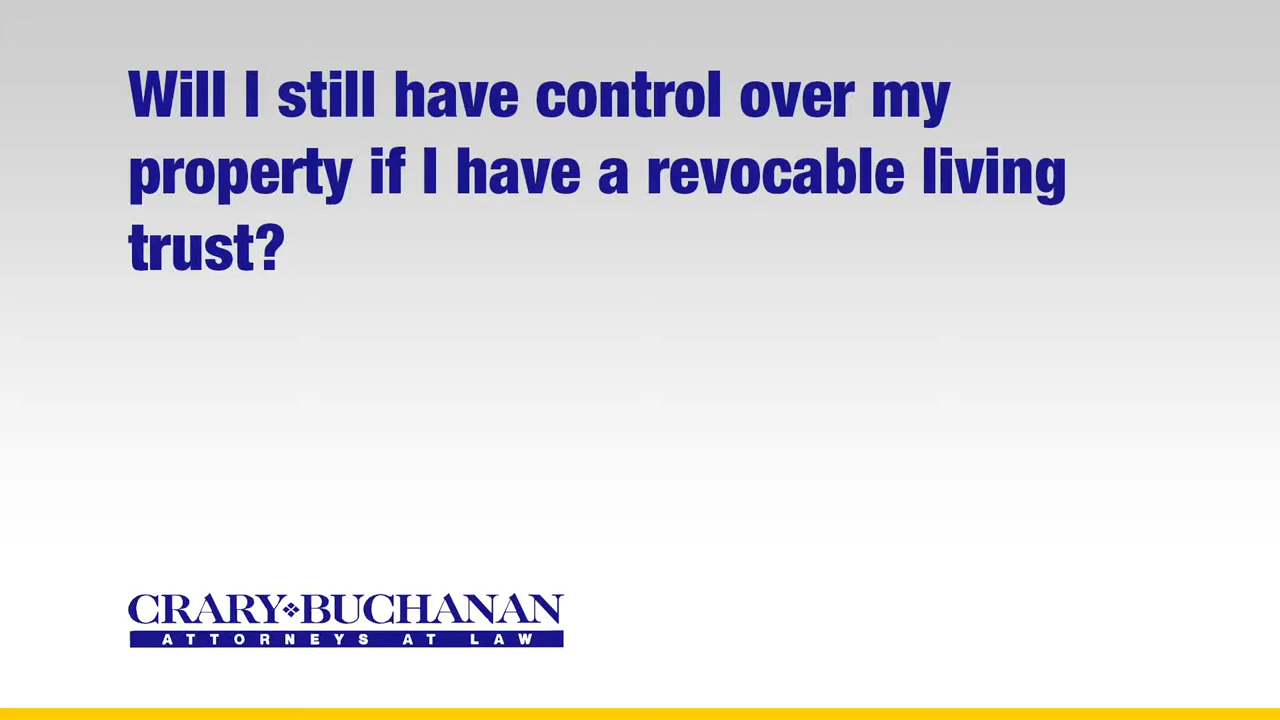 Will I still have control over my
property if I have a revocable living
trust?
CRARY❖BUCHANAN
ATTORNEYS AT LAW